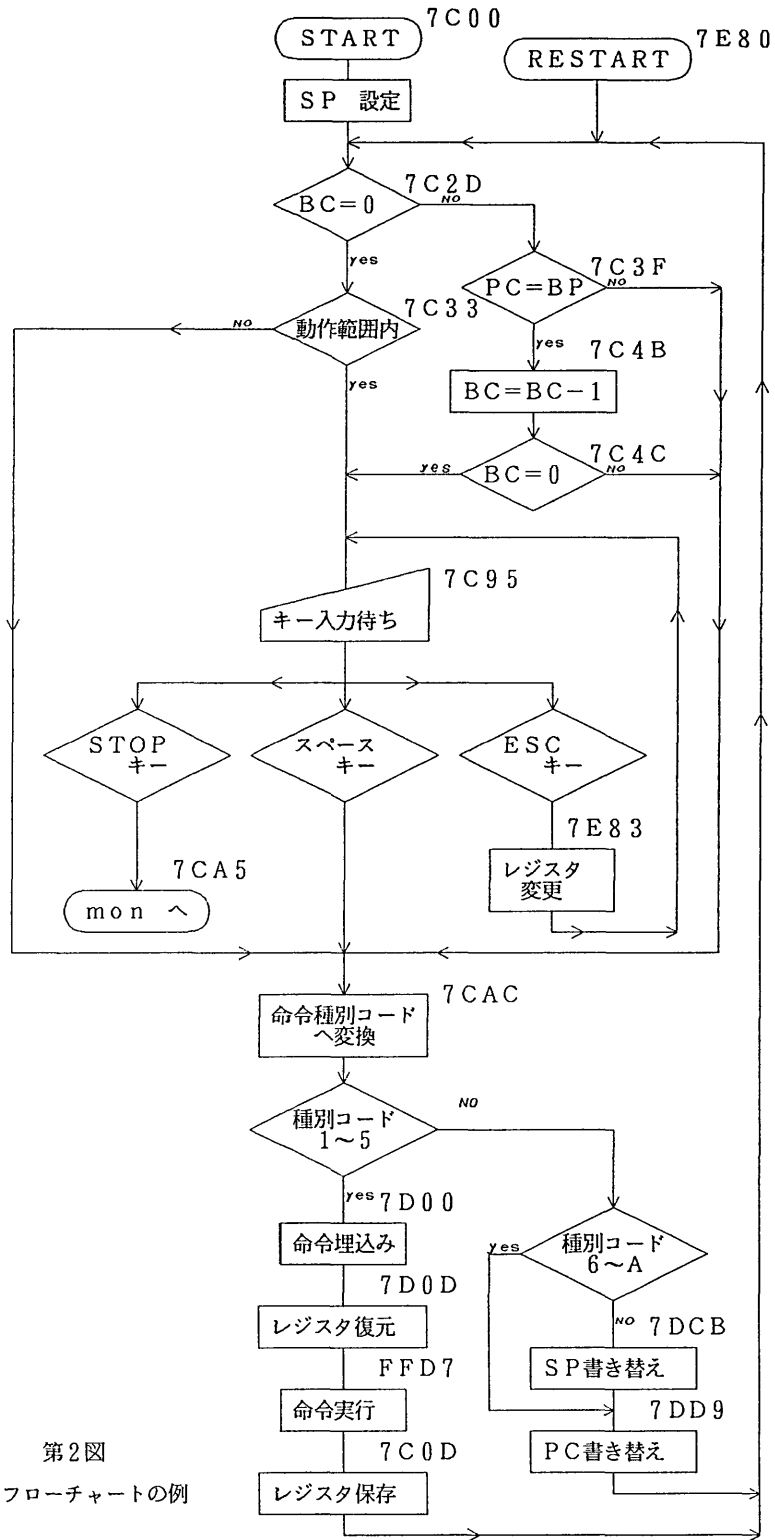 START
7C00
RESTART
7E80
SP 設定
BC=0
7C2D
NO
yes
PC=BP
7C3F
NO
動作範囲内
7C33
NO
yes
yes
7C4B
BC=BC-1
BC=0
7C4C
yes
NO
キー入力待ち
7C95
STOP
キー
スペース
キー
ESC
キー
7E83
レジスタ
変更
7CA5
mon へ
7CAC
命令種別コード
へ変換
種別コード
1~5
NO
yes
7D00
命令埋込み
種別コード
6~A
yes
NO
7D0D
レジスタ復元
7DCB
SP書き替え
FFD7
命令実行
7DD9
PC書き替え
7C0D
レジスタ保存
第2図
フローチャートの例